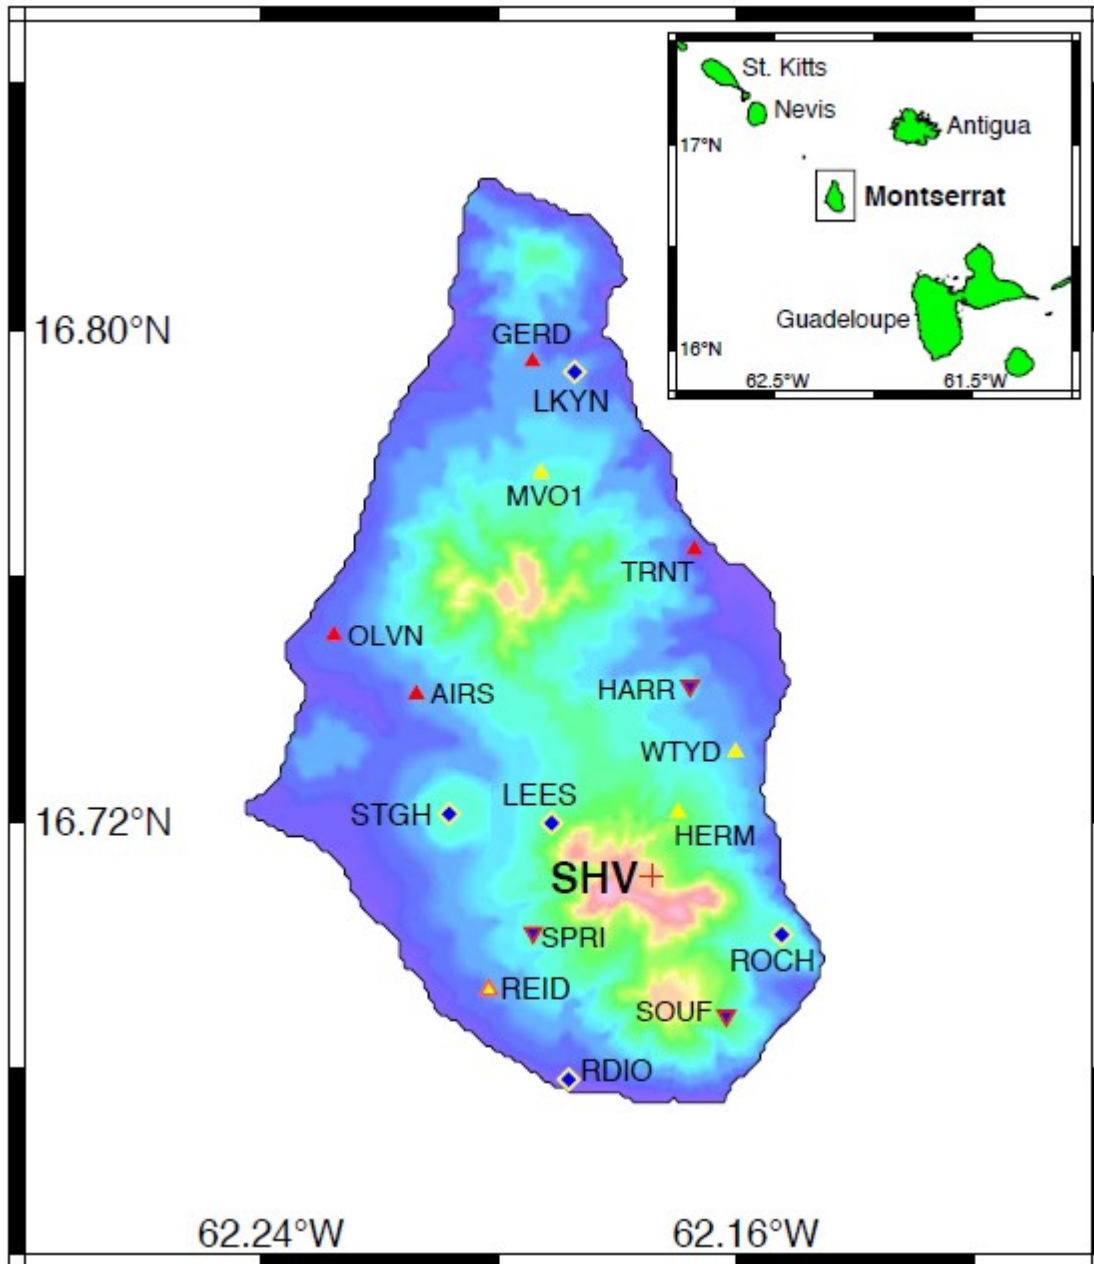 St. Kitts
Nevis
Antigua
17°N
Montserrat
Guadeloupe
16°N
62.5°W
61.5°W
16.80°N
GERD
LKYN
MVO1
TRNT
OLVN
AIRS
HARR
WTYD
LEES
STGH
16.72°N
HERM
SHV
SPRI
ROCH
REID
SOUF
RDIO
62.24°W
62.16°W